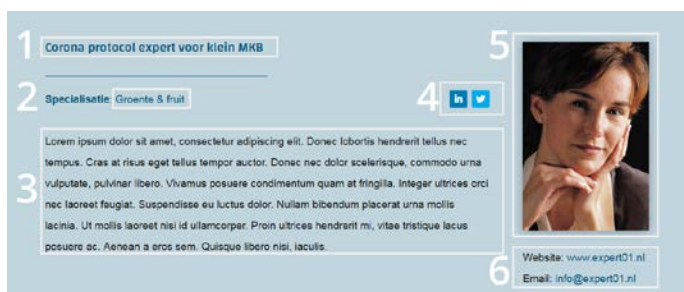 1 Corona protocol expert voor klein MKB
2 Specialisatie: Groente & fruit
3 Lorem ipsum dolor sit amet, consectetur adipiscing elit. Donec lobortis hendrerit tellus nec
tempus. Cras at risus eget tellus tempor auctor. Donec nec dolor scelerisque, commodo urna
vulputate, pulvinar libero. Vivamus posuere condimentum quam at fringilla. Integer ultrices orci
nec laoreet feugiat. Suspendisse eu luctus dolor. Nullam bibendum placerat urna mollis
lacinia. Ut mollis laoreet nisi id ullamcorper. Proin ultrices hendrerit mi, vitae tristique lacus
posuere ac. Aenean a eros sem. Quisque libero nisi, iaculis.
4 in
5
6 Website: www.expert01.nl
Email: info@expert01.nl